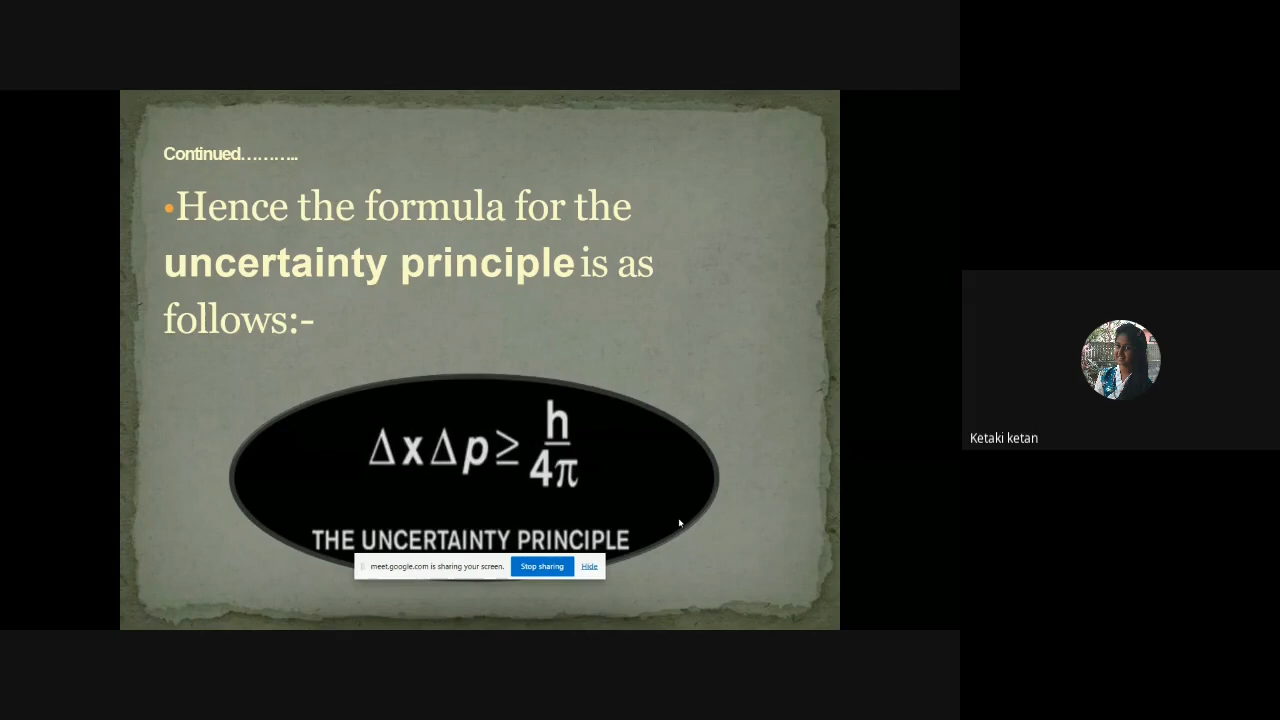 Continued………..
•Hence the formula for the
uncertainty principle is as
follows:-
Δx Δp ≥ h/4π
THE UNCERTAINTY PRINCIPLE
meet.google.com is sharing your screen. Stop sharing Hide
Ketaki ketan